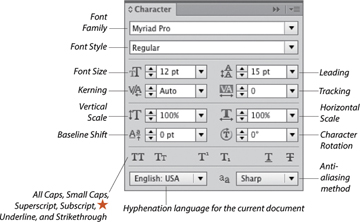 Character
Font Family
Myriad Pro
Font Style
Regular
Font Size
12 pt
15 pt
Leading
Kerning
Auto
0
Tracking
Vertical Scale
100%
100%
Horizontal Scale
Baseline Shift
0 pt
0°
Character Rotation
TT Tт T¹ T₁ T T
English: USA
aa Sharp
Anti-aliasing method
All Caps, Small Caps,
Superscript, Subscript,
Underline, and Strikethrough
Hyphenation language for the current document